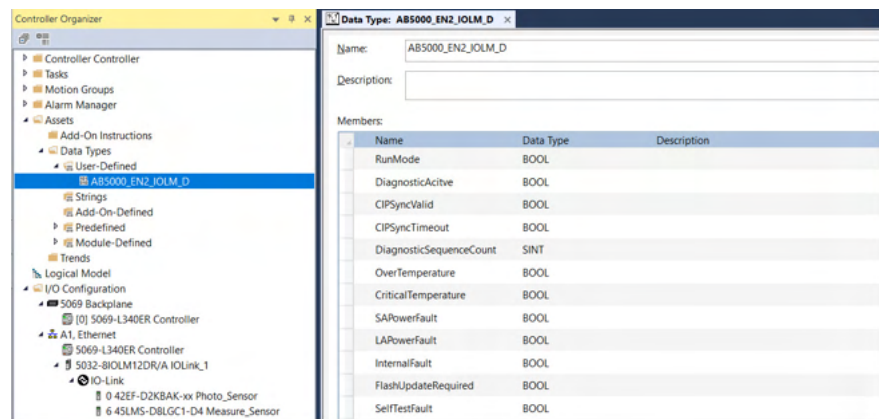 Controller Organizer
Controller Controller
Tasks
Motion Groups
Alarm Manager
Assets
Add-On Instructions
Data Types
User-Defined
AB5000_EN2_IOLM_D
Strings
Add-On-Defined
Predefined
Module-Defined
Trends
Logical Model
I/O Configuration
5069 Backplane
[0] 5069-L340ER Controller
A1, Ethernet
5069-L340ER Controller
5032-8IOLM12DR/A IOLink_1
IO-Link
0 42EF-D2KBAK-xx Photo_Sensor
6 45LMS-D8LGC1-D4 Measure_Sensor
Data Type: AB5000_EN2_IOLM_D
Name: AB5000_EN2_IOLM_D
Description:
Members:
Name Data Type Description
RunMode BOOL
DiagnosticAcitve BOOL
CIPSyncValid BOOL
CIPSyncTimeout BOOL
DiagnosticSequenceCount SINT
OverTemperature BOOL
CriticalTemperature BOOL
SAPowerFault BOOL
LAPowerFault BOOL
InternalFault BOOL
FlashUpdateRequired BOOL
SelfTestFault BOOL